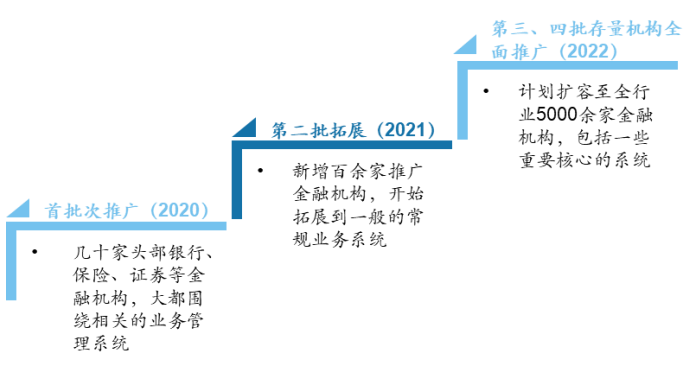 首批次推广（2020）
• 几十家头部银行、
保险、证券等金
融机构，大都围
绕相关的业务管
理系统
第二批拓展（2021）
• 新增百余家推广
金融机构，开始
拓展到一般的常
规业务系统
第三、四批存量机构全
面推广（2022）
• 计划扩容至全行
业5000余家金融
机构，包括一些
重要核心的系统